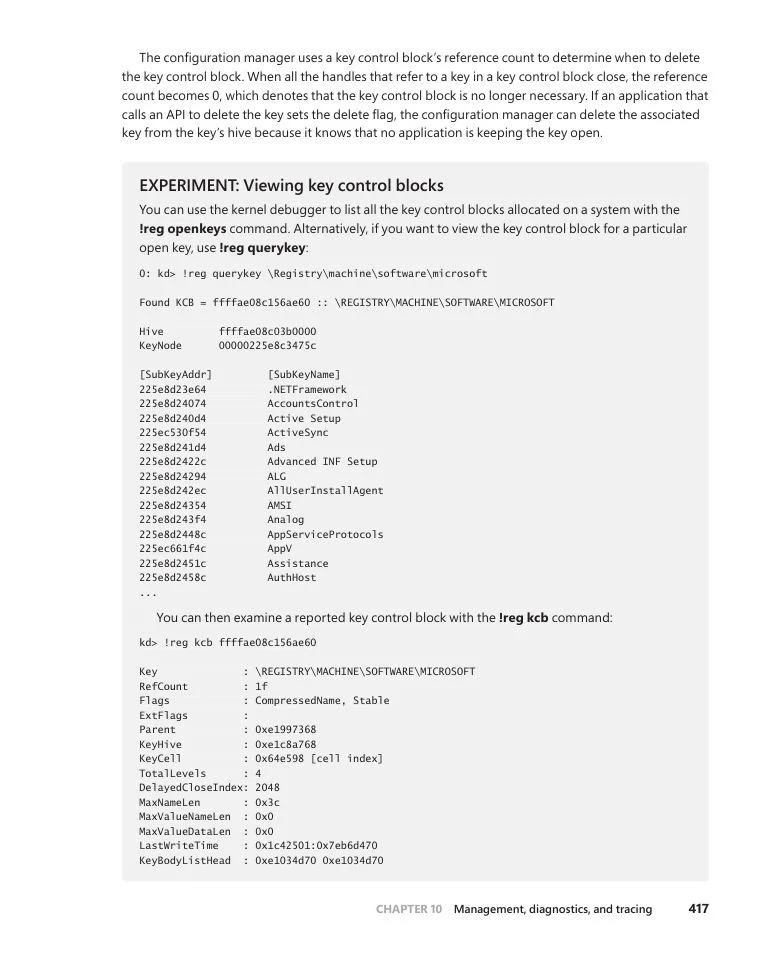 The configuration manager uses a key control block's reference count to determine when to delete
the key control block. When all the handles that refer to a key in a key control block close, the reference
count becomes 0, which denotes that the key control block is no longer necessary. If an application that
calls an API to delete the key sets the delete flag, the configuration manager can delete the associated
key from the key's hive because it knows that no application is keeping the key open.
EXPERIMENT: Viewing key control blocks
You can use the kernel debugger to list all the key control blocks allocated on a system with the
!reg openkeys command. Alternatively, if you want to view the key control block for a particular
open key, use !reg querykey:
0: kd> !reg querykey \Registry\machine\software\microsoft
Found KCB = ffffae08c156ae60 :: \REGISTRY\MACHINE\SOFTWARE\MICROSOFT
Hive ffffae08c03b0000
KeyNode 00000225e8c3475c
[SubKeyAddr] [SubKeyName]
225e8d23e64 .NETFramework
225e8d24074 AccountsControl
225e8d240d4 Active Setup
225ec530f54 ActiveSync
225e8d241d4 Ads
225e8d2422c Advanced INF Setup
225e8d24294 ALG
225e8d242ec AllUserInstallAgent
225e8d24354 AMSI
225e8d243f4 Analog
225e8d2448c AppServiceProtocols
225ec661f4c AppV
225e8d2451c Assistance
225e8d2458c AuthHost
...
You can then examine a reported key control block with the !reg kcb command:
kd> !reg kcb ffffae08c156ae60
Key : \REGISTRY\MACHINE\SOFTWARE\MICROSOFT
RefCount : 1f
Flags : CompressedName, Stable
ExtFlags :
Parent : 0xe1997368
KeyHive : 0xe1c8a768
KeyCell : 0x64e598 [cell index]
TotalLevels : 4
DelayedCloseIndex: 2048
MaxNameLen : 0x3c
MaxValueNameLen : 0x0
MaxValueDataLen : 0x0
LastWriteTime : 0x1c42501:0x7eb6d470
KeyBodyListHead : 0xe1034d70 0xe1034d70
CHAPTER 10 Management, diagnostics, and tracing 417